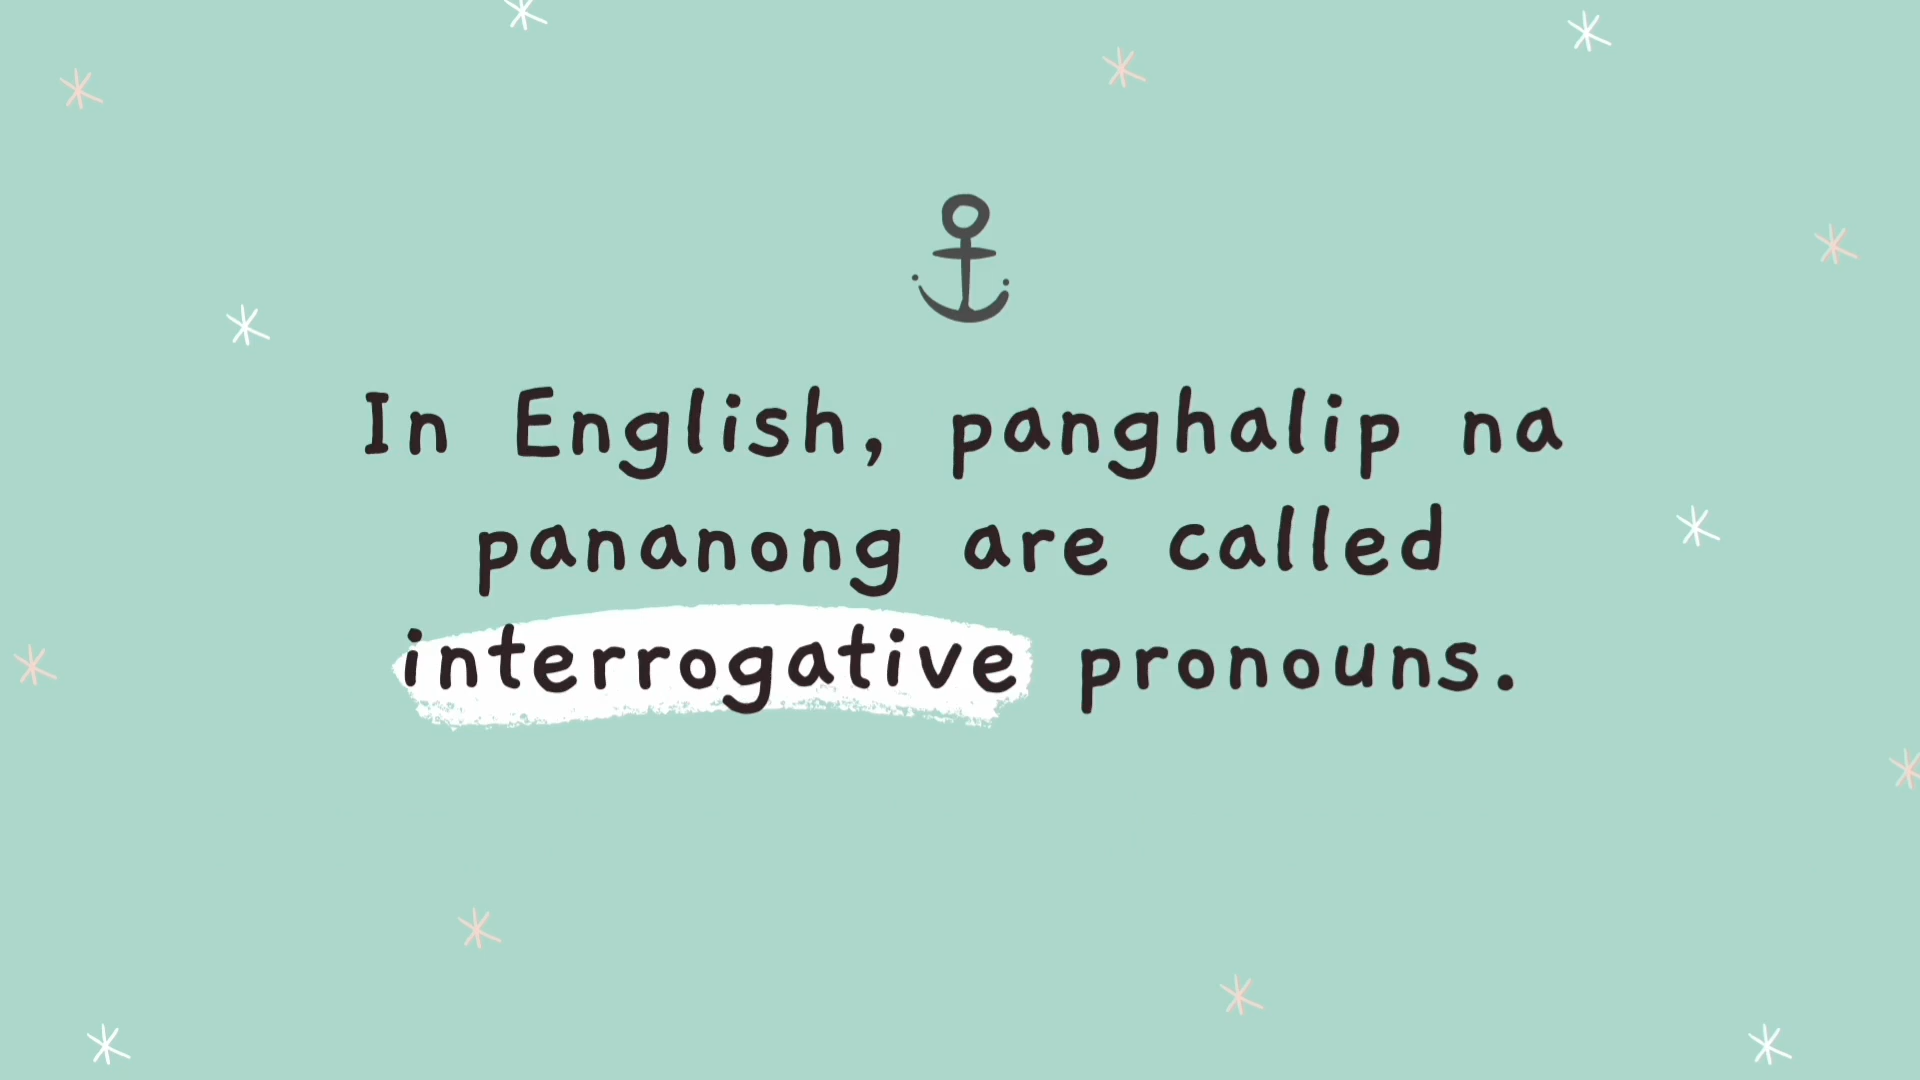 In English, panghalip na
pananong are called
interrogative pronouns.